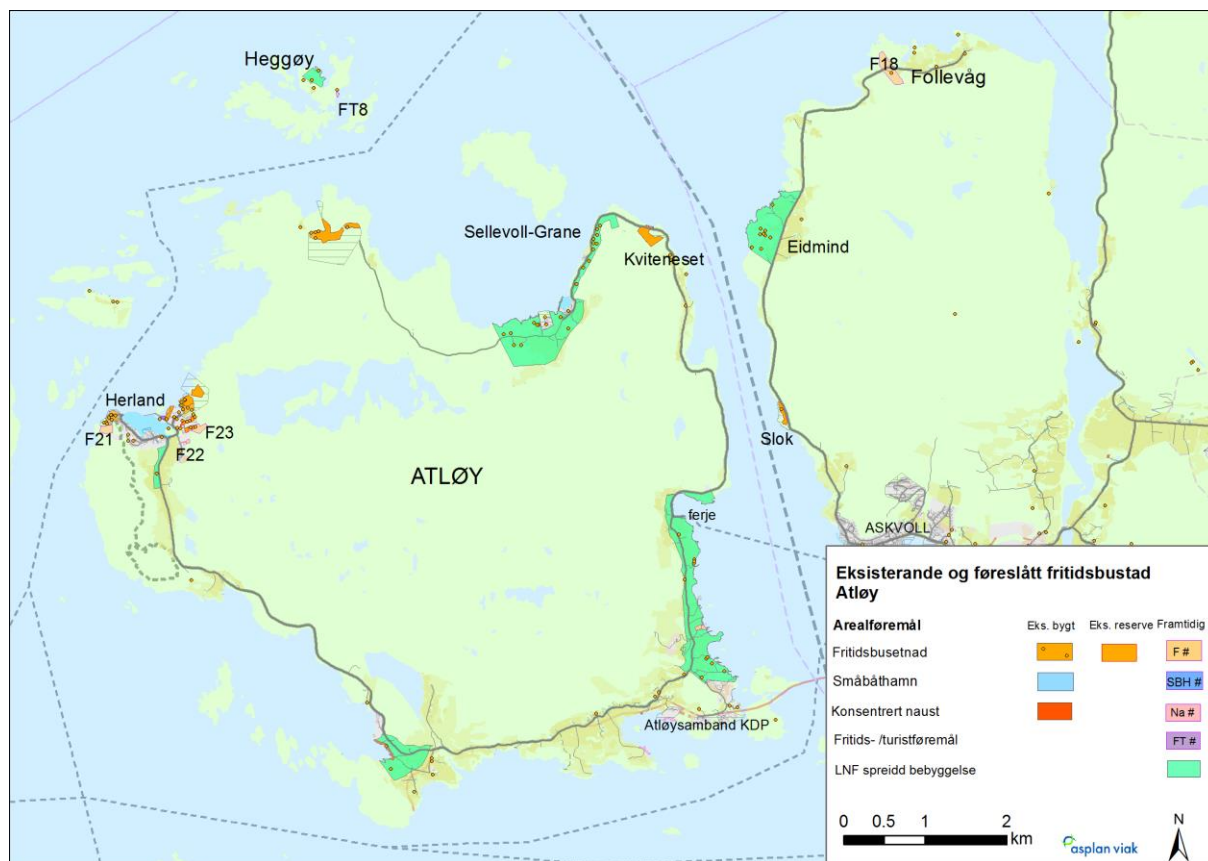 Heggøy
FT8
F18
Follevåg
Sellevoll-Grane
Kviteneset
Eidmind
Herland
F21
F23
F22
Slok
ATLØY
ferje
ASKVOLL
Atløysamband KDP
Eksisterande og føreslått fritidsbustad
Atløy
Arealføremål Eks. bygt Eks. reserve Framtidig
Fritidsbusetnad F #
Småbåthamn SBH #
Konsentrert naust Na #
Fritids- /turistføremål FT #
LNF spreidd bebyggelse
0 0.5 1 2
km
asplan viak
N